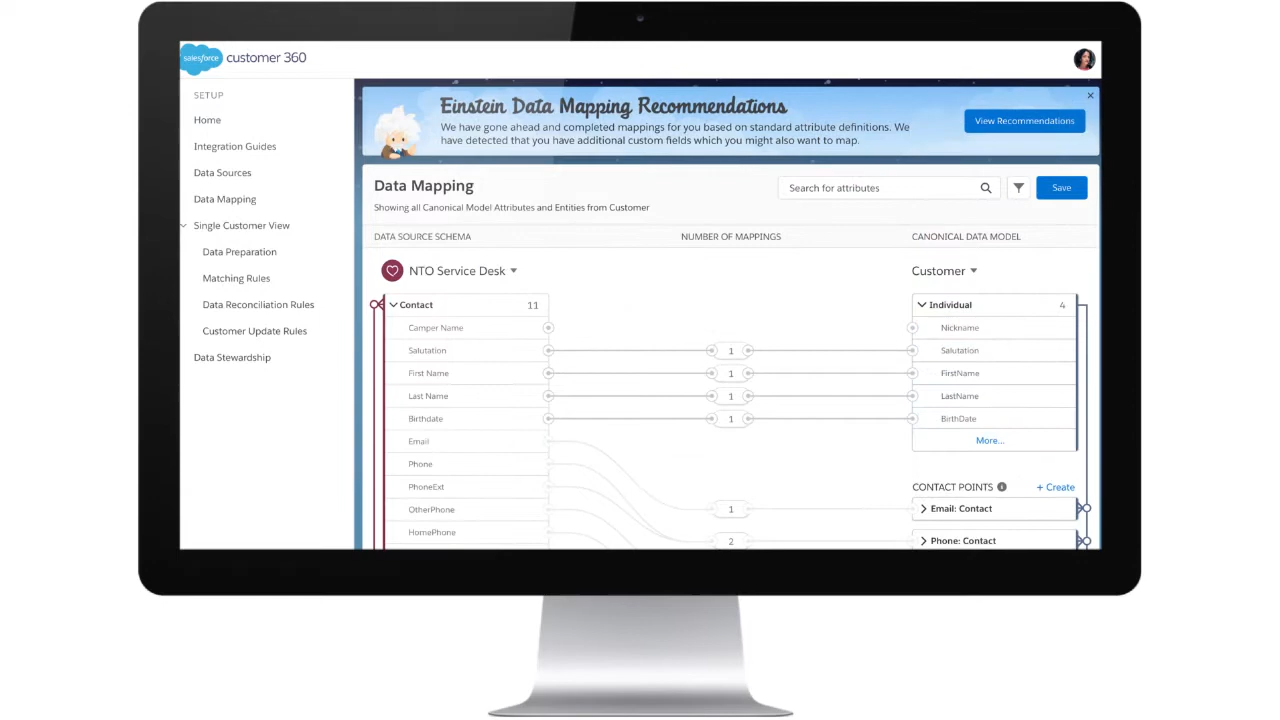 salesforce customer 360
SETUP
Home
Integration Guides
Data Sources
Data Mapping
Single Customer View
Data Preparation
Matching Rules
Data Reconciliation Rules
Customer Update Rules
Data Stewardship
Einstein Data Mapping Recommendations
We have gone ahead and completed mappings for you based on standard attribute definitions. We
have detected that you have additional custom fields which you might also want to map.
View Recommendations
Data Mapping
Showing all Canonical Model Attributes and Entities from Customer
Search for attributes
Save
DATA SOURCE SCHEMA
NUMBER OF MAPPINGS
CANONICAL DATA MODEL
NTO Service Desk
Customer
Contact 11
Individual 4
Camper Name
Nickname
Salutation
1
Salutation
First Name
1
FirstName
Last Name
1
LastName
Birthdate
1
BirthDate
Email
More...
Phone
PhoneExt
CONTACT POINTS
+ Create
OtherPhone
1
Email: Contact
HomePhone
2
Phone: Contact